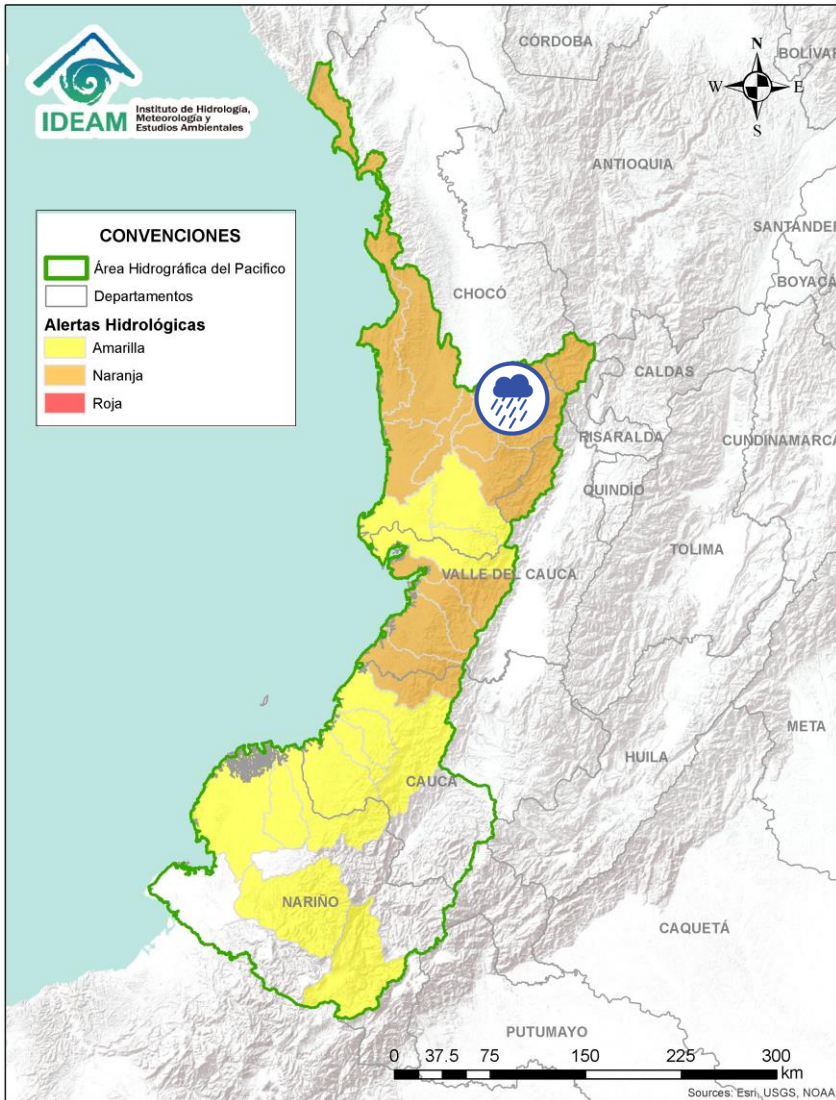 IDEAM
Instituto de Hidrología,
Meteorología y
Estudios Ambientales
CÓRDOBA
BOLÍVAR
N
W E
S
ANTIOQUIA
SANTANDER
BOYACÁ
CONVENCIONES
Área Hidrográfica del Pacifico
Departamentos
Alertas Hidrológicas
Amarilla
Naranja
Roja
CHOCÓ
CALDAS
RISARALDA
CUNDINAMARCA
QUINDÍO
TOLIMA
VALLE DEL CAUCA
META
HUILA
CAUCA
NARIÑO
CAQUETÁ
PUTUMAYO
0 37.5 75 150 225 300
km
Sources: Esri, USGS, NOAA